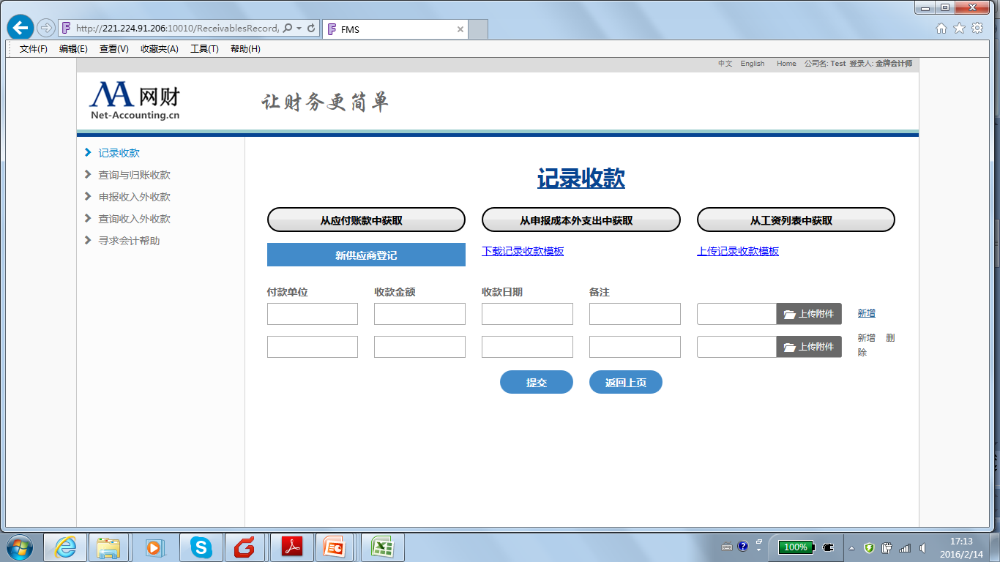 http://221.224.91.206:10010/ReceivablesRecord/
FMS
文件(F) 编辑(E) 查看(V) 收藏夹(A) 工具(T) 帮助(H)
中文 English Home 公司名: Test 登录人: 金牌会计师
网财
Net-Accounting.cn
让财务更简单
记录收款
查询与归账收款
申报收入外收款
查询收入外收款
寻求会计帮助
记录收款
从应付账款中获取 从申报成本外支出中获取 从工资列表中获取
新供应商登记 下载记录收款模板 上传记录收款模板
付款单位 收款金额 收款日期 备注
上传附件 新增
上传附件 新增 删
除
提交 返回上页
100%
17:13
2016/2/14